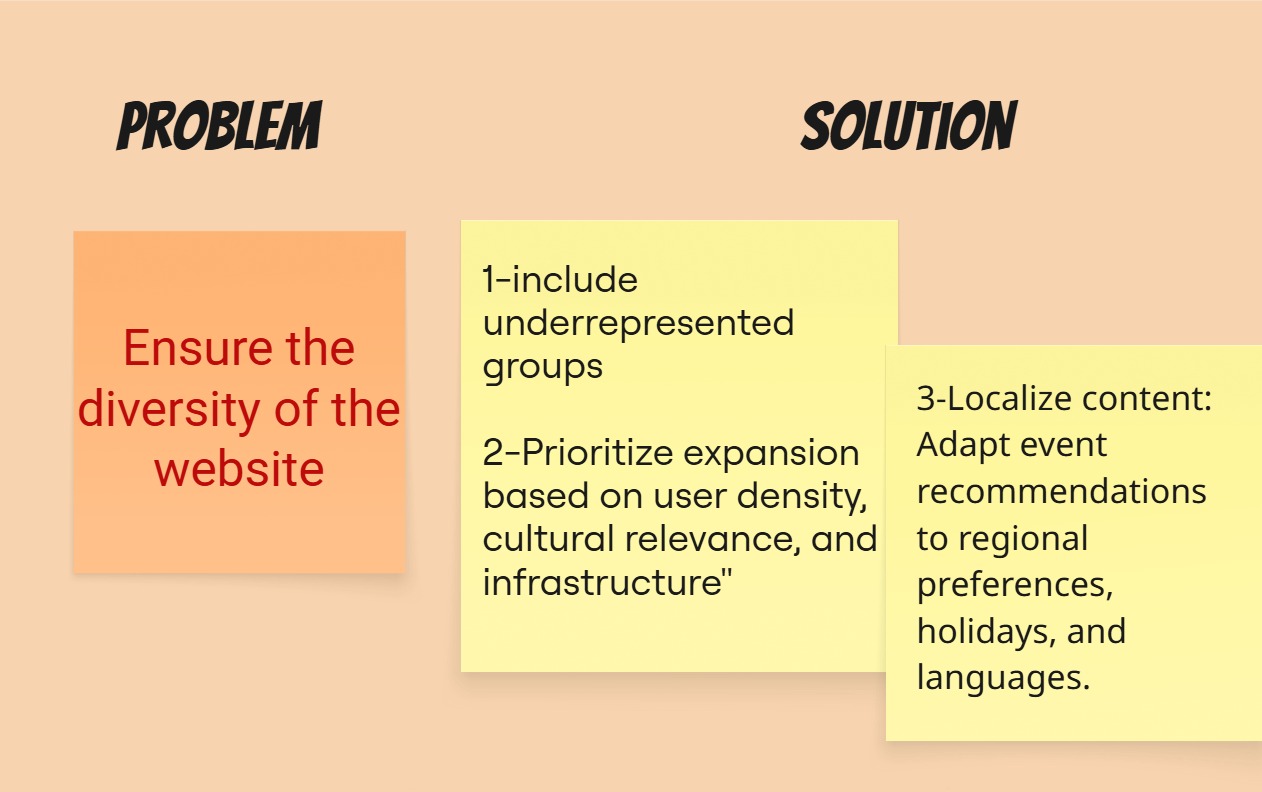 PROBLEM
SOLUTION
Ensure the
diversity of the
website
1-include
underrepresented
groups
2-Prioritize expansion
based on user density,
cultural relevance, and
infrastructure"
3-Localize content:
Adapt event
recommendations
to regional
preferences,
holidays, and
languages.